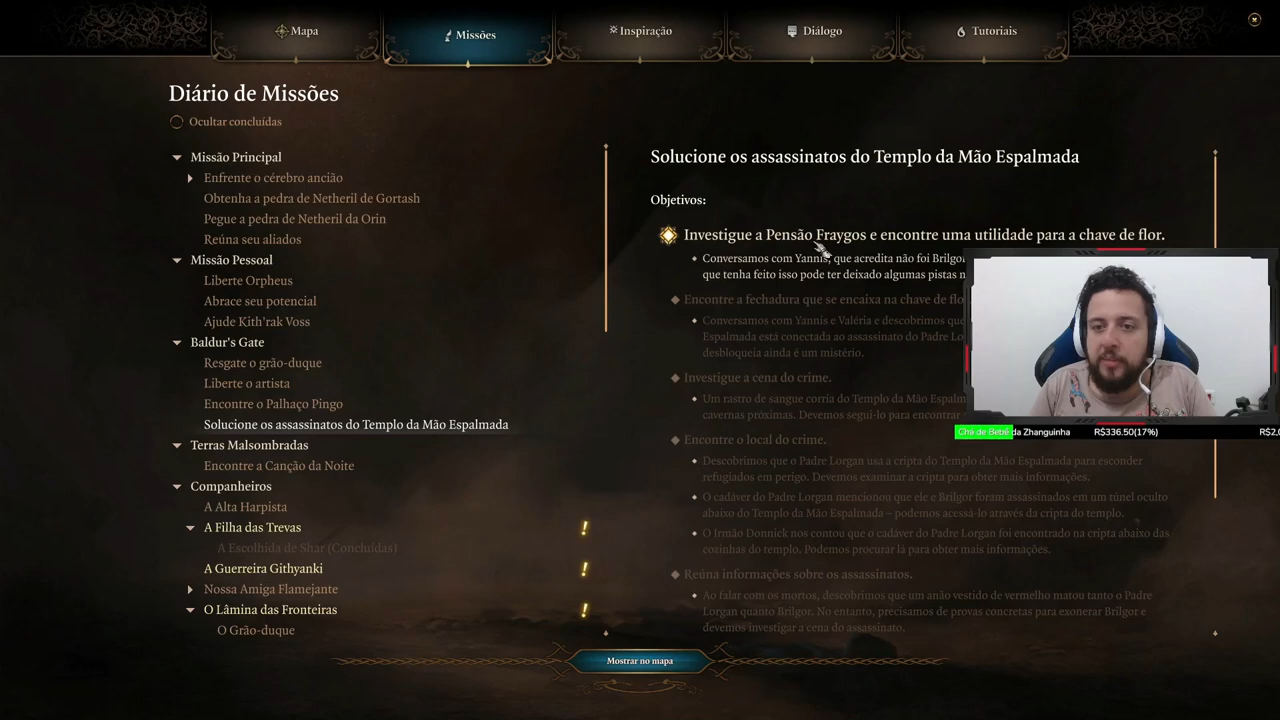 Mapa
Missões
Inspiração
Diálogo
Tutoriais
Diário de Missões
Ocultar concluídas
Missão Principal
Enfrente o cérebro ancião
Obtenha a pedra de Netheril de Gortash
Pegue a pedra de Netheril da Orin
Reúna seu aliados
Missão Pessoal
Liberte Orpheus
Abrace seu potencial
Ajude Kith'rak Voss
Baldur's Gate
Resgate o grão-duque
Liberte o artista
Encontre o Palhaço Pingo
Solucione os assassinatos do Templo da Mão Espalmada
Terras Malsombradas
Encontre a Canção da Noite
Companheiros
A Alta Harpista
A Filha das Trevas
A Escolhida de Shar (Concluídas)
A Guerreira Githyanki
Nossa Amiga Flamejante
O Lâmina das Fronteiras
O Grão-duque
Solucione os assassinatos do Templo da Mão Espalmada
Objetivos:
Investigue a Pensão Fraygos e encontre uma utilidade para a chave de flor.
Conversamos com Yannis, que acredita não foi Brilgor
que tenha feito isso pode ter deixado algumas pistas n
Encontre a fechadura que se encaixa na chave de flo
Conversamos com Yannis e Valéria e descobrimos que
Espalmada está conectada ao assassinato do Padre Lo
desbloqueia ainda é um mistério.
Investigue a cena do crime.
Um rastro de sangue corria do Templo da Mão Espalm
cavernas próximas. Devemos segui-lo para encontrar
Encontre o local do crime.
Descobrimos que o Padre Lorgan usa a cripta do Templo da Mão Espalmada para esconder
refugiados em perigo. Devemos examinar a cripta para obter mais informações.
O cadáver do Padre Lorgan mencionou que ele e Brilgor foram assassinados em um túnel oculto
abaixo do Templo da Mão Espalmada – podemos acessá-lo através da cripta do templo.
O Irmão Donnick nos contou que o cadáver do Padre Lorgan foi encontrado na cripta abaixo das
cozinhas do templo. Podemos procurar lá para obter mais informações.
Reúna informações sobre os assassinatos.
Ao falar com os mortos, descobrimos que um anão vestido de vermelho matou tanto o Padre
Lorgan quanto Brilgor. No entanto, precisamos de provas concretas para exonerar Brilgor e
devemos investigar a cena do assassinato.
Chá de Bebê da Zhanguinha R$336.50(17%) R$2,0
Mostrar no mapa